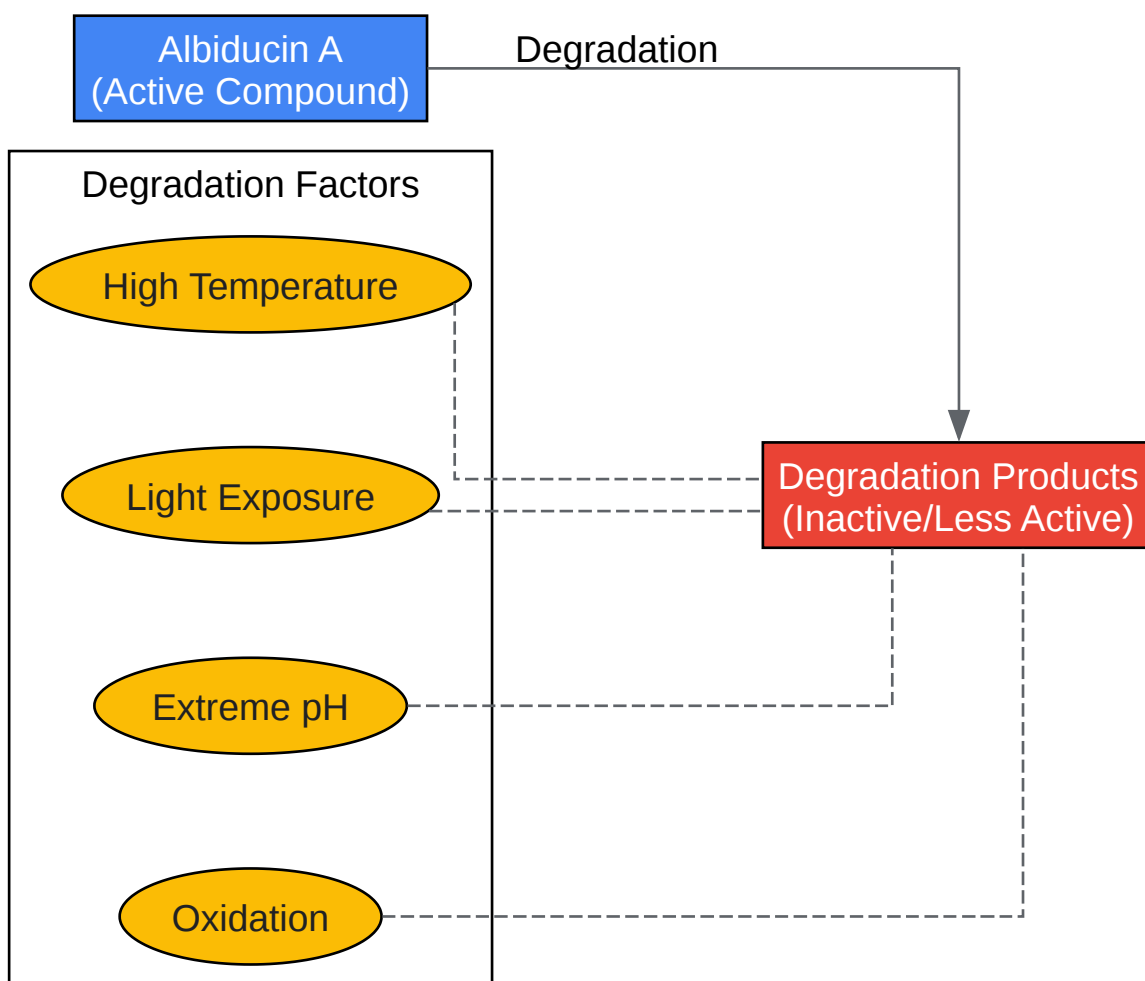 Albiducin A
(Active Compound)
Degradation
Degradation Factors
High Temperature
Light Exposure
Degradation Products
(Inactive/Less Active)
Extreme pH
Oxidation